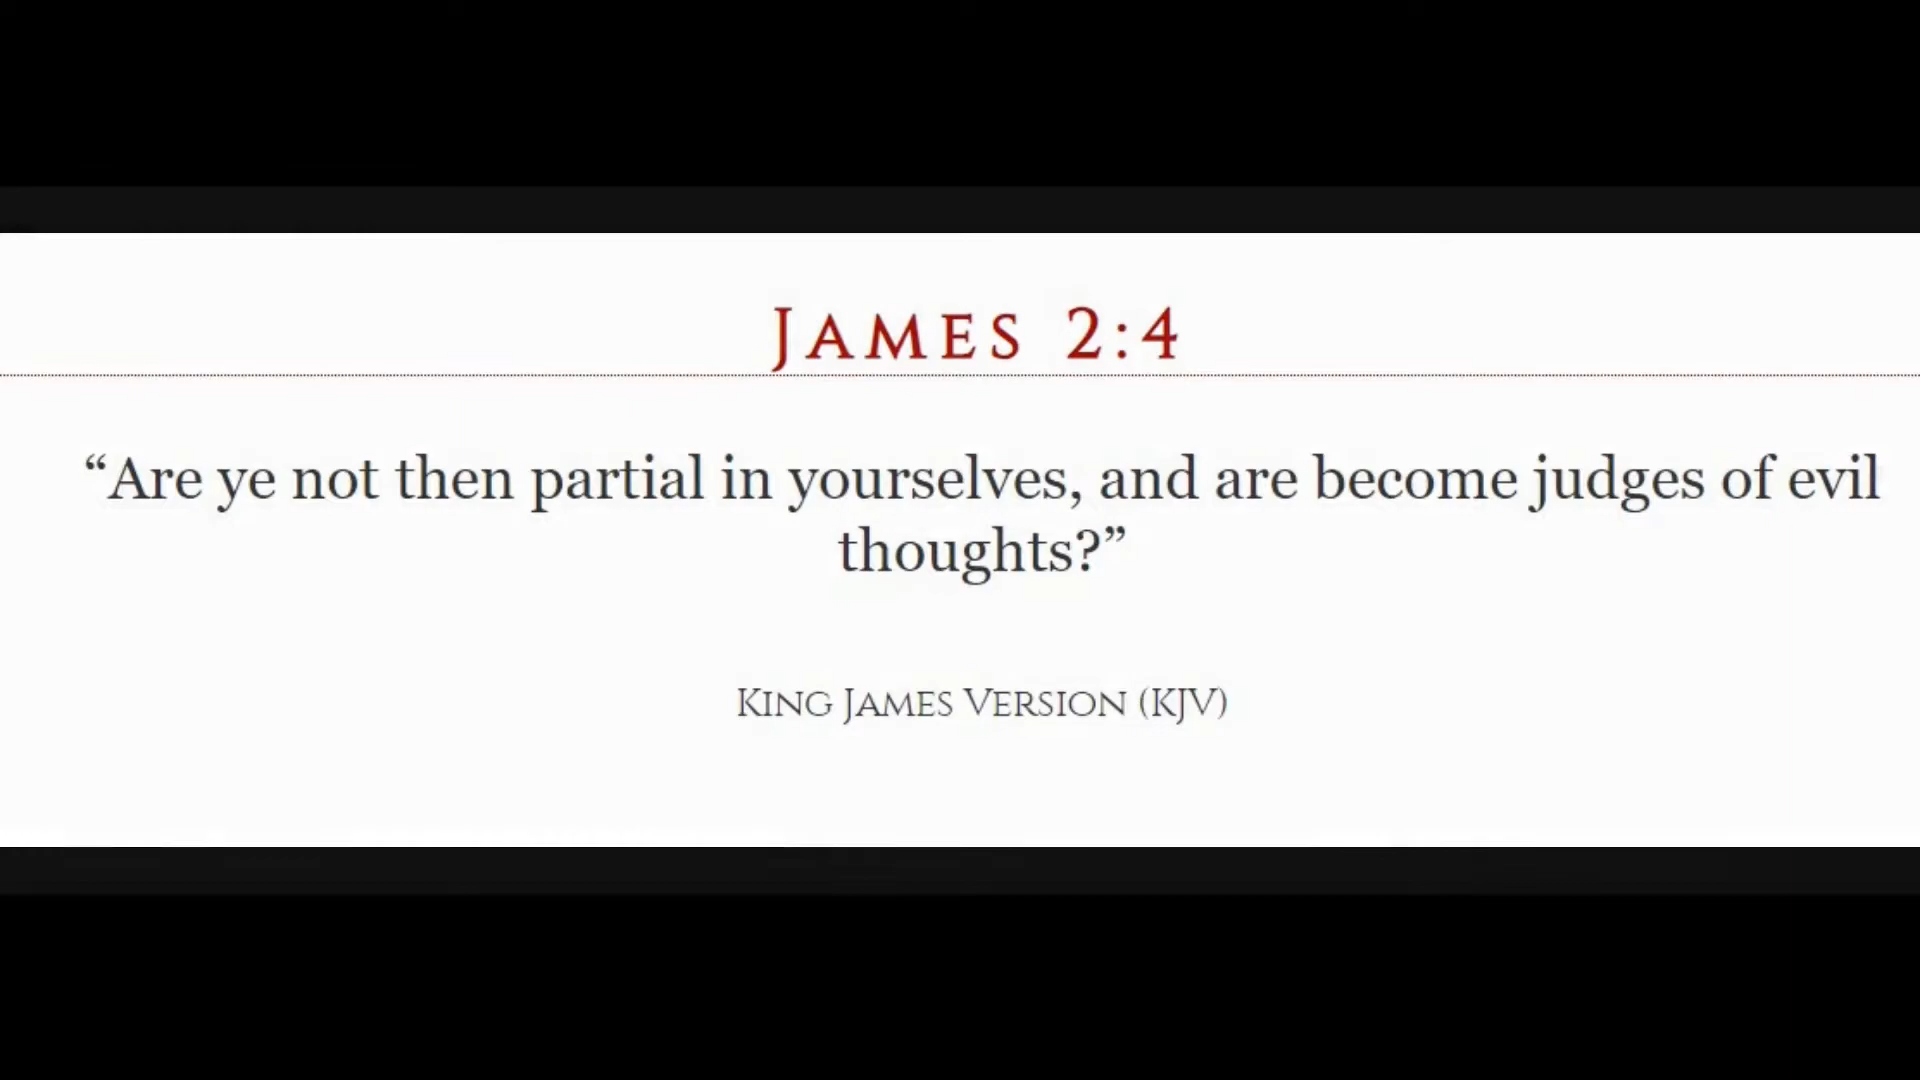 James 2:4
“Are ye not then partial in yourselves, and are become judges of evil
thoughts?”
King James Version (KJV)